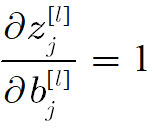 ∂z_j^{[l]} / ∂b_j^{[l]} = 1